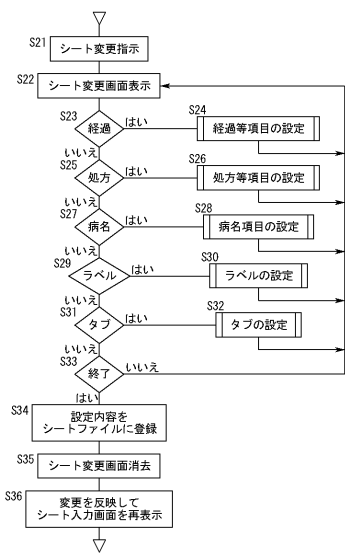 S21
シート変更指示
S22
シート変更画面表示
S23
経過
はい
S24
経過等項目の設定
いいえ
S25
処方
はい
S26
処方等項目の設定
いいえ
S27
病名
はい
S28
病名項目の設定
いいえ
S29
ラベル
はい
S30
ラベルの設定
いいえ
S31
タブ
はい
S32
タブの設定
いいえ
S33
終了
いいえ
はい
S34
設定内容を
シートファイルに登録
S35
シート変更画面消去
S36
変更を反映して
シート入力画面を再表示